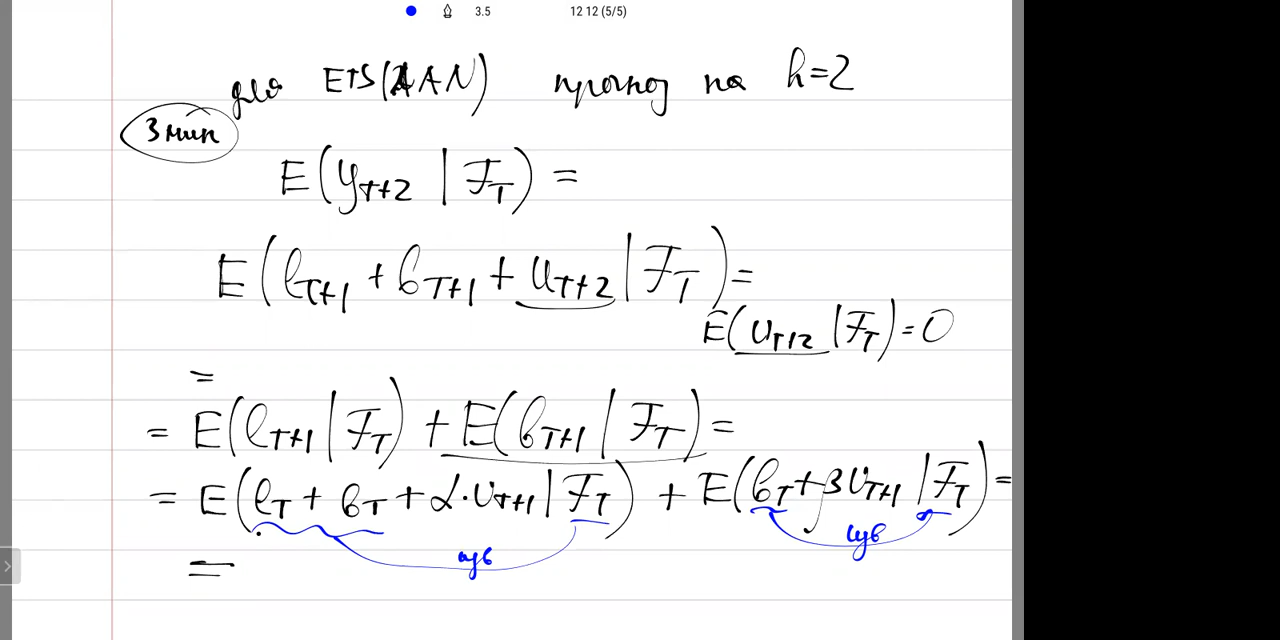 3.5 12 12 (5/5)
для ETS(AAN) прогноз на h=2
3 мин
E(y_{T+2} | F_T) =
E(l_{T+1} + b_{T+1} + u_{T+2} | F_T) =
E(u_{T+2} | F_T) = 0
=
= E(l_{T+1} | F_T) + E(b_{T+1} | F_T) =
= E(l_T + b_T + α·u_{T+1} | F_T) + E(b_T + βu_{T+1} | F_T) =
=